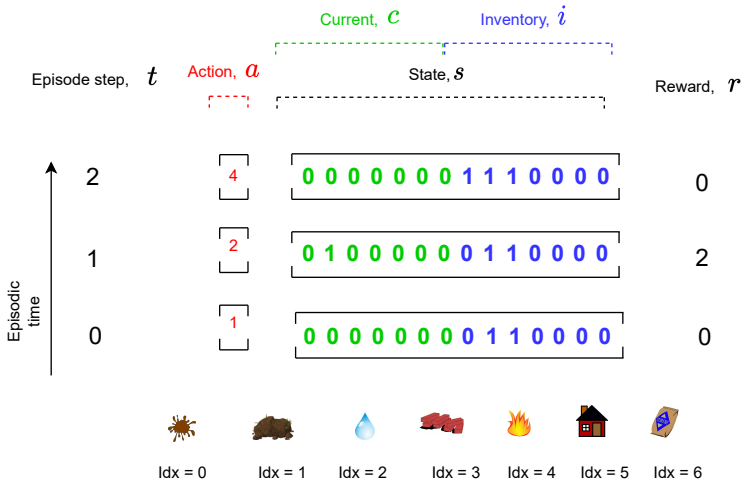 Current, c Inventory, i
Episode step, t Action, a State, s Reward, r
2 4 0 0 0 0 0 0 0 1 1 1 0 0 0 0 0
1 2 0 1 0 0 0 0 0 0 1 1 0 0 0 0 2
0 1 0 0 0 0 0 0 0 0 1 1 0 0 0 0 0
Episodic
time
Idx = 0 Idx = 1 Idx = 2 Idx = 3 Idx = 4 Idx = 5 Idx = 6